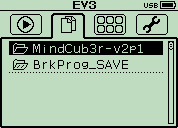 EV3 USB
MindCub3r-v2p1
BrkProg_SAVE